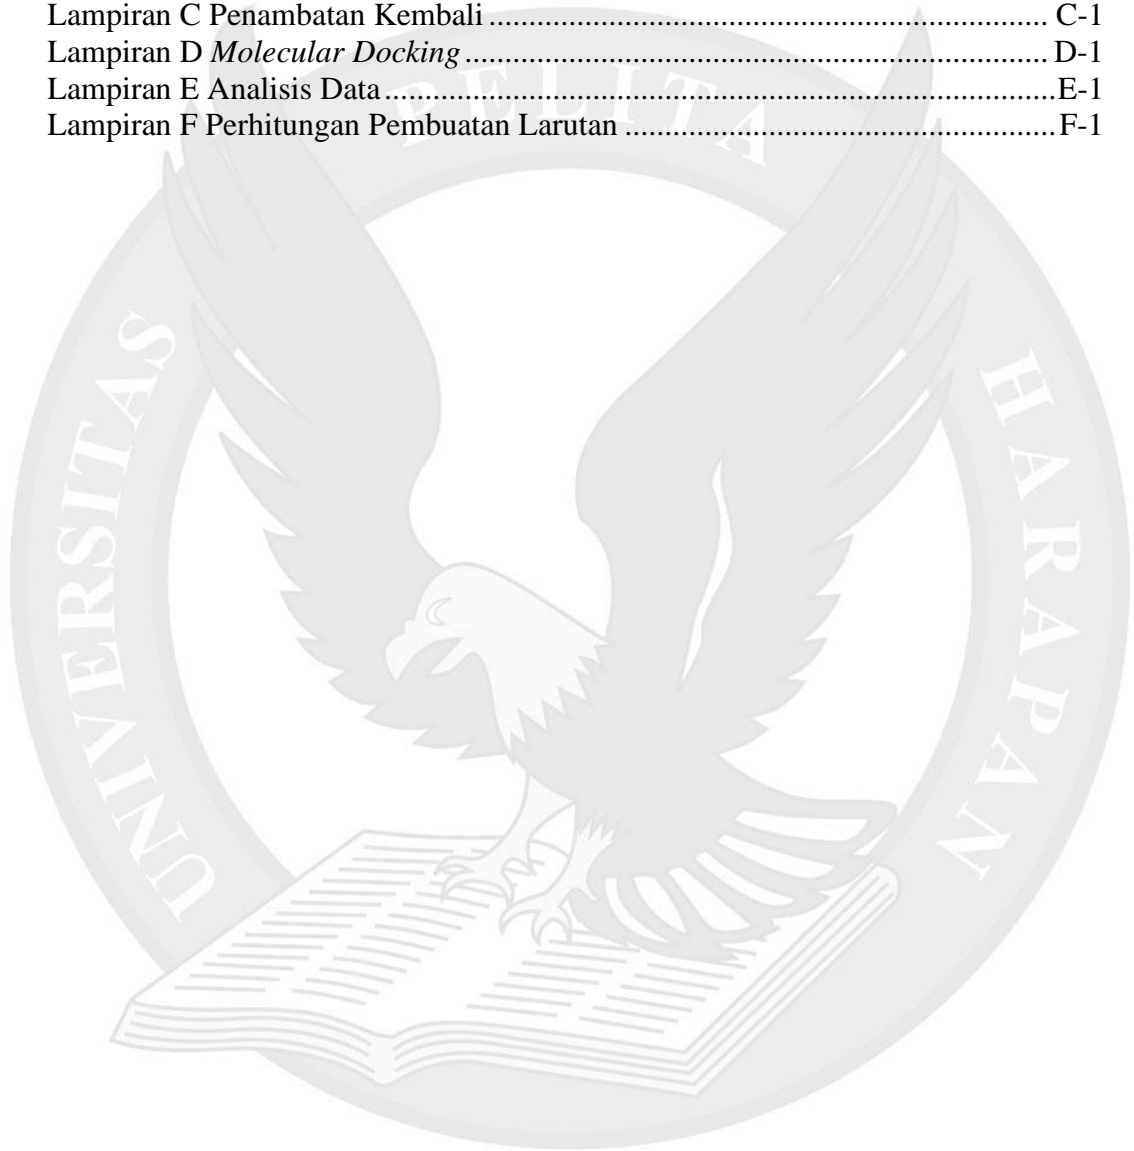 Lampiran C Penambatan Kembali ...................................................................... C-1
Lampiran D Molecular Docking ......................................................................... D-1
Lampiran E Analisis Data .................................................................................... E-1
Lampiran F Perhitungan Pembuatan Larutan ...................................................... F-1
UNIVERSITAS PELITA HARAPAN